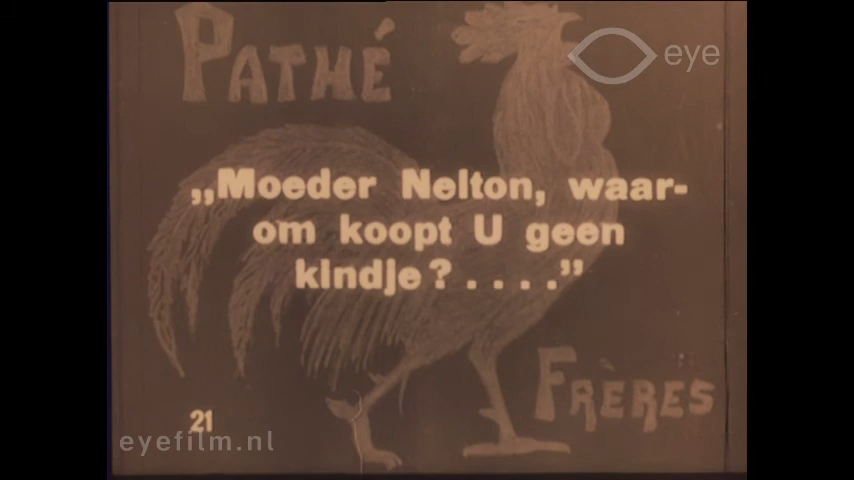 PATHÉ
eye
„Moeder Nelton, waar-
om koopt U geen
kindje?....”
FRÈRES
21
eyefilm.nl